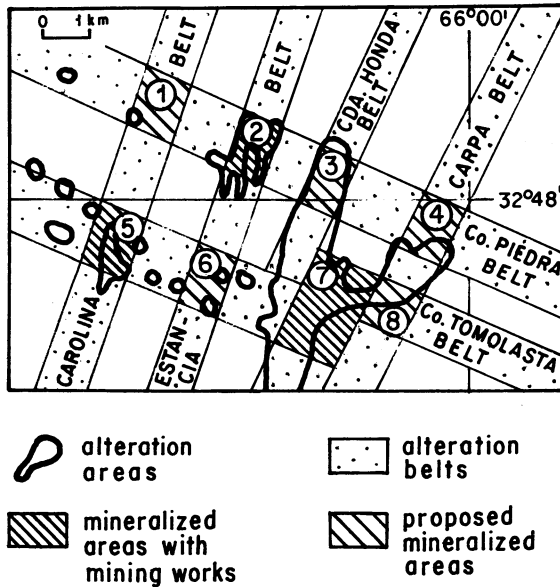 0 1 km
66°00'
BELT
BELT
CDA. HONDA
BELT
CARPA BELT
1
2
3
32°48'
4
5
6
7
8
Co. PIEDRA
BELT
Co. TOMOLASTA
BELT
CAROLINA
ESTAN-
CIA
alteration
areas
alteration
belts
mineralized
areas with
mining works
proposed
mineralized
areas